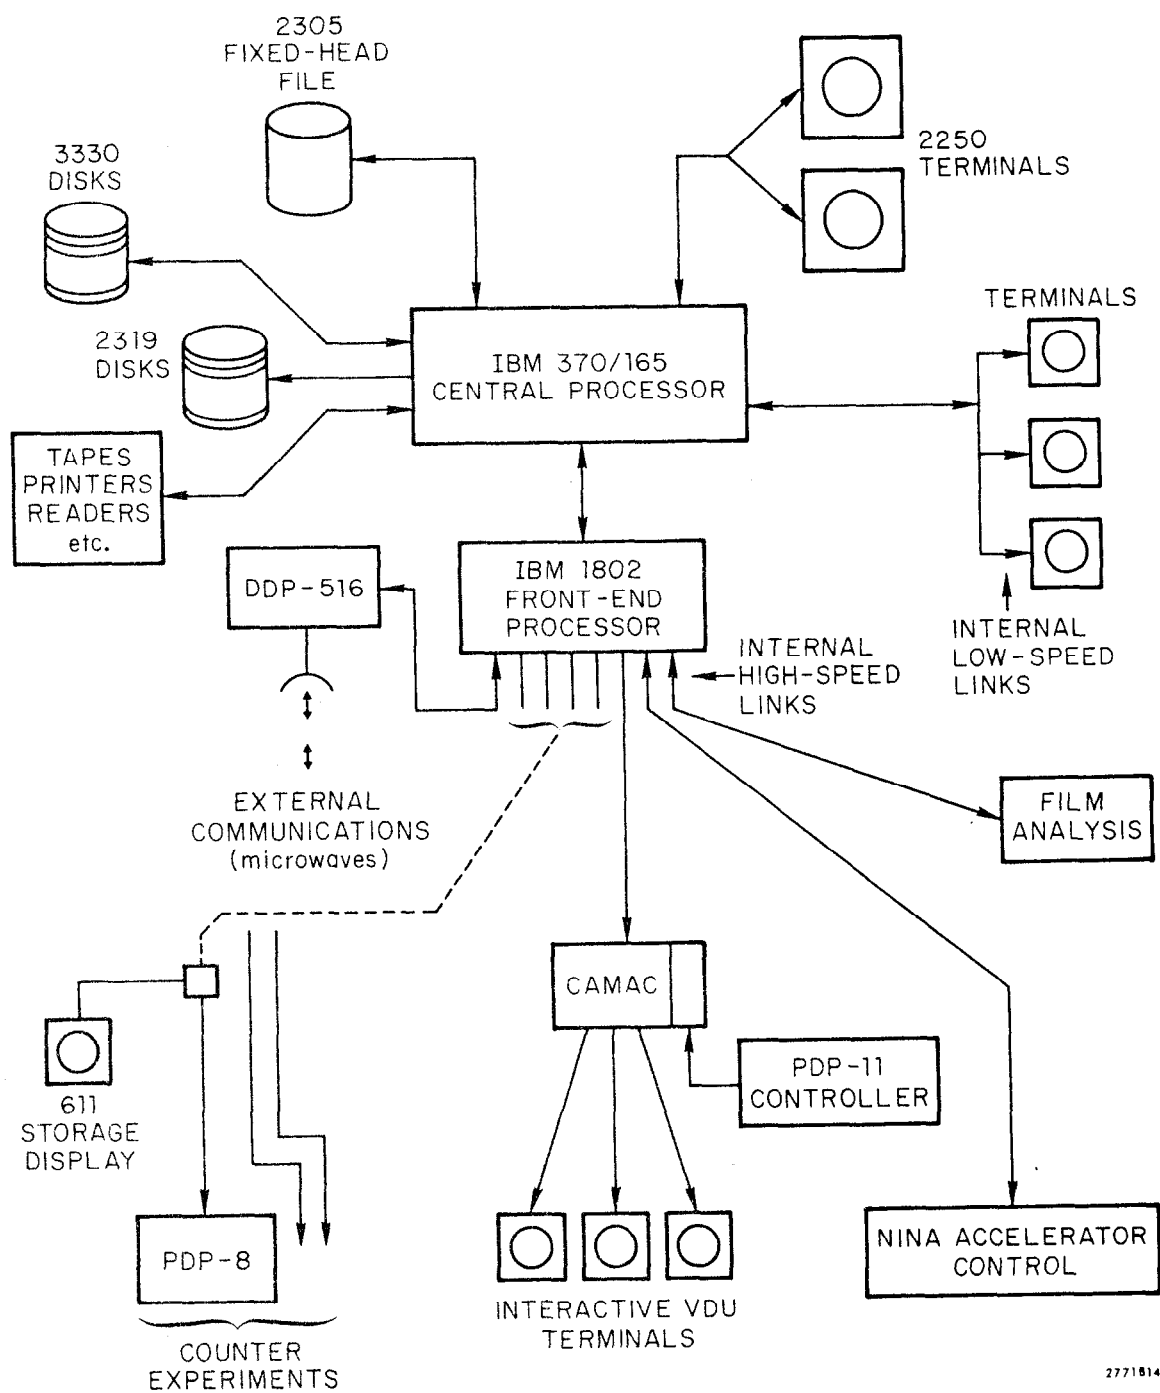 2305
FIXED-HEAD
FILE
3330
DISKS
2250
TERMINALS
2319
DISKS
TERMINALS
IBM 370/165
CENTRAL PROCESSOR
TAPES
PRINTERS
READERS
etc.
DDP-516
IBM 1802
FRONT-END
PROCESSOR
INTERNAL
HIGH-SPEED
LINKS
INTERNAL
LOW-SPEED
LINKS
EXTERNAL
COMMUNICATIONS
(microwaves)
FILM
ANALYSIS
CAMAC
PDP-11
CONTROLLER
611
STORAGE
DISPLAY
PDP-8
NINA ACCELERATOR
CONTROL
INTERACTIVE VDU
TERMINALS
COUNTER
EXPERIMENTS
2771614